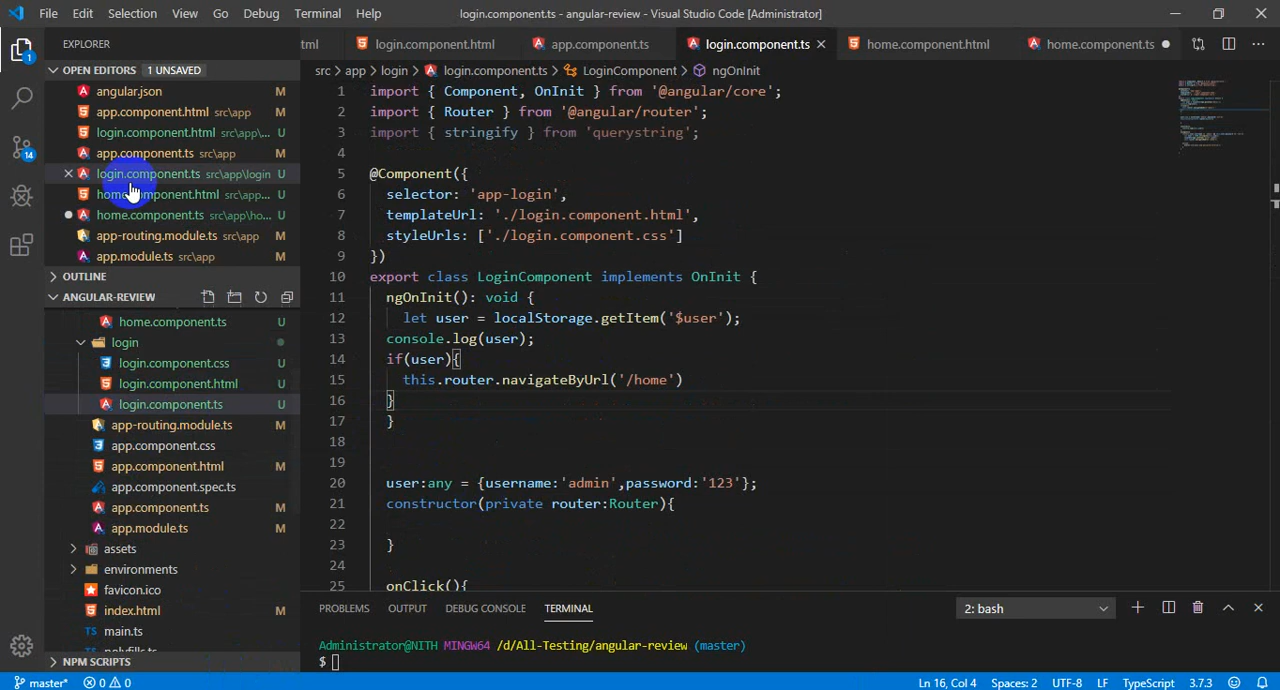 File Edit Selection View Go Debug Terminal Help login.component.ts - angular-review - Visual Studio Code [Administrator]
EXPLORER
tml login.component.html app.component.ts login.component.ts home.component.html home.component.ts
OPEN EDITORS 1 UNSAVED
src > app > login > login.component.ts > LoginComponent > ngOnInit
angular.json M
app.component.html src\app M
login.component.html src\app\... U
app.component.ts src\app M
login.component.ts src\app\login U
home.component.html src\app... U
home.component.ts src\app\ho... U
app-routing.module.ts src\app M
app.module.ts src\app M
OUTLINE
ANGULAR-REVIEW
home.component.ts U
login
login.component.css U
login.component.html U
login.component.ts U
app-routing.module.ts M
app.component.css
app.component.html M
app.component.spec.ts
app.component.ts M
app.module.ts M
assets
environments
favicon.ico
index.html M
main.ts
polyfills.ts
NPM SCRIPTS
1 import { Component, OnInit } from '@angular/core';
2 import { Router } from '@angular/router';
3 import { stringify } from 'querystring';
4
5 @Component({
6 selector: 'app-login',
7 templateUrl: './login.component.html',
8 styleUrls: ['./login.component.css']
9 })
10 export class LoginComponent implements OnInit {
11 ngOnInit(): void {
12 let user = localStorage.getItem('$user');
13 console.log(user);
14 if(user){
15 this.router.navigateByUrl('/home')
16 }
17 }
18
19
20 user:any = {username:'admin',password:'123'};
21 constructor(private router:Router){
22
23 }
24
25 onClick(){
PROBLEMS OUTPUT DEBUG CONSOLE TERMINAL 2: bash
Administrator@NITH MINGW64 /d/All-Testing/angular-review (master)
$
1
14
master* 0 0 Ln 16, Col 4 Spaces: 2 UTF-8 LF TypeScript 3.7.3